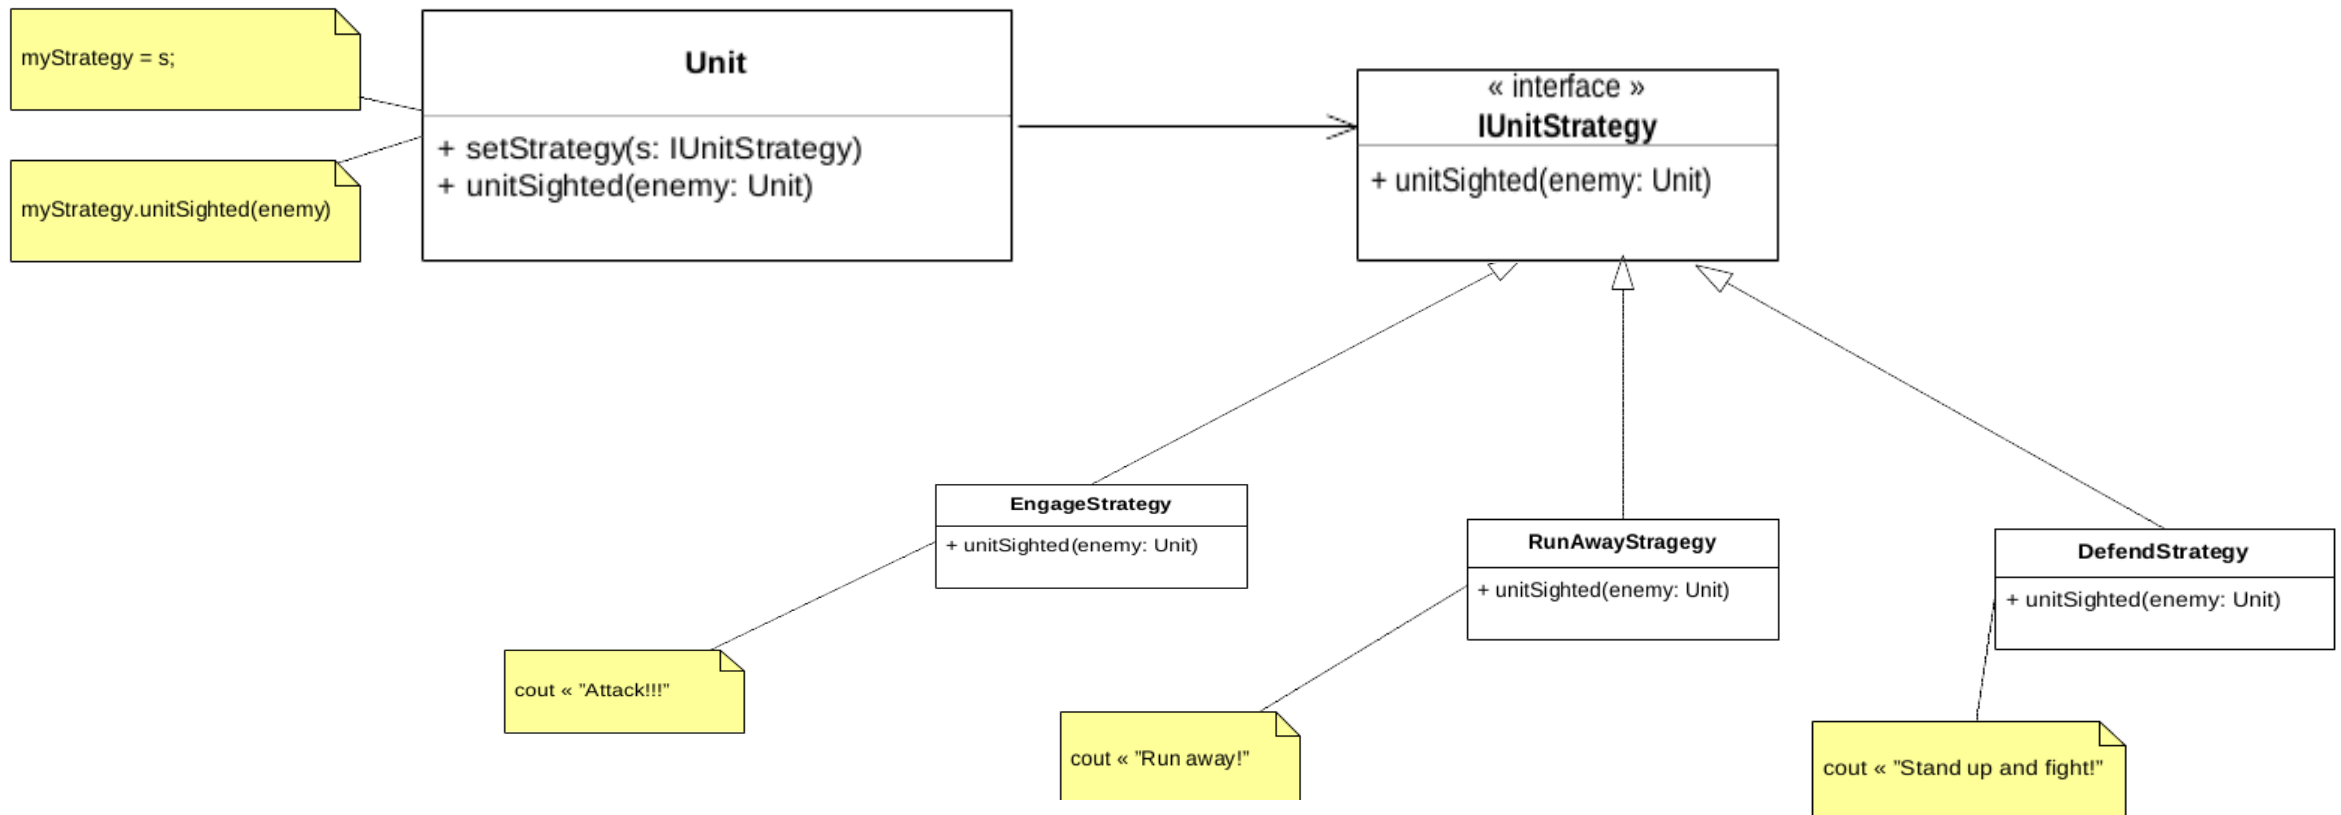 myStrategy = s;
myStrategy.unitSighted(enemy)
Unit
+ setStrategy(s: IUnitStrategy)
+ unitSighted(enemy: Unit)
« interface »
IUnitStrategy
+ unitSighted(enemy: Unit)
EngageStrategy
+ unitSighted(enemy: Unit)
RunAwayStragegy
+ unitSighted(enemy: Unit)
DefendStrategy
+ unitSighted(enemy: Unit)
cout « ”Attack!!!”
cout « ”Run away!”
cout « ”Stand up and fight!”